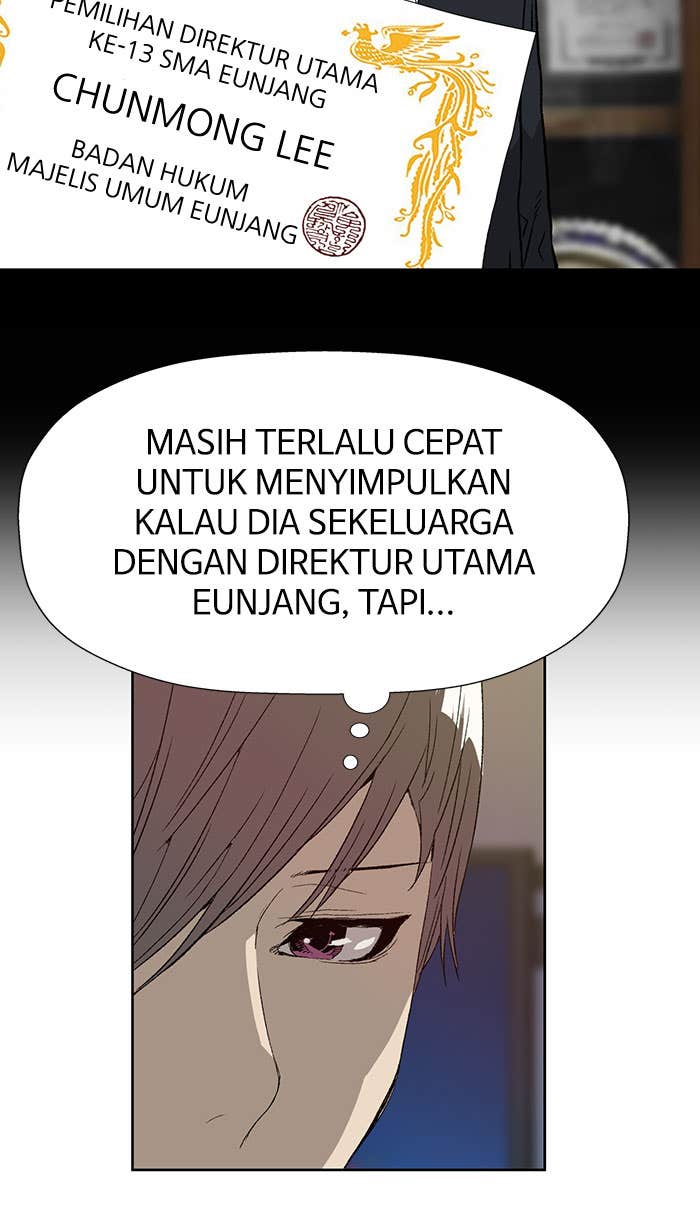 PEMILIHAN DIREKTUR UTAMA
KE-13 SMA EUNJANG
CHUNMONG LEE
BADAN HUKUM
MAJELIS UMUM EUNJANG
MASIH TERLALU CEPAT
UNTUK MENYIMPULKAN
KALAU DIA SEKELUARGA
DENGAN DIREKTUR UTAMA
EUNJANG, TAPI...